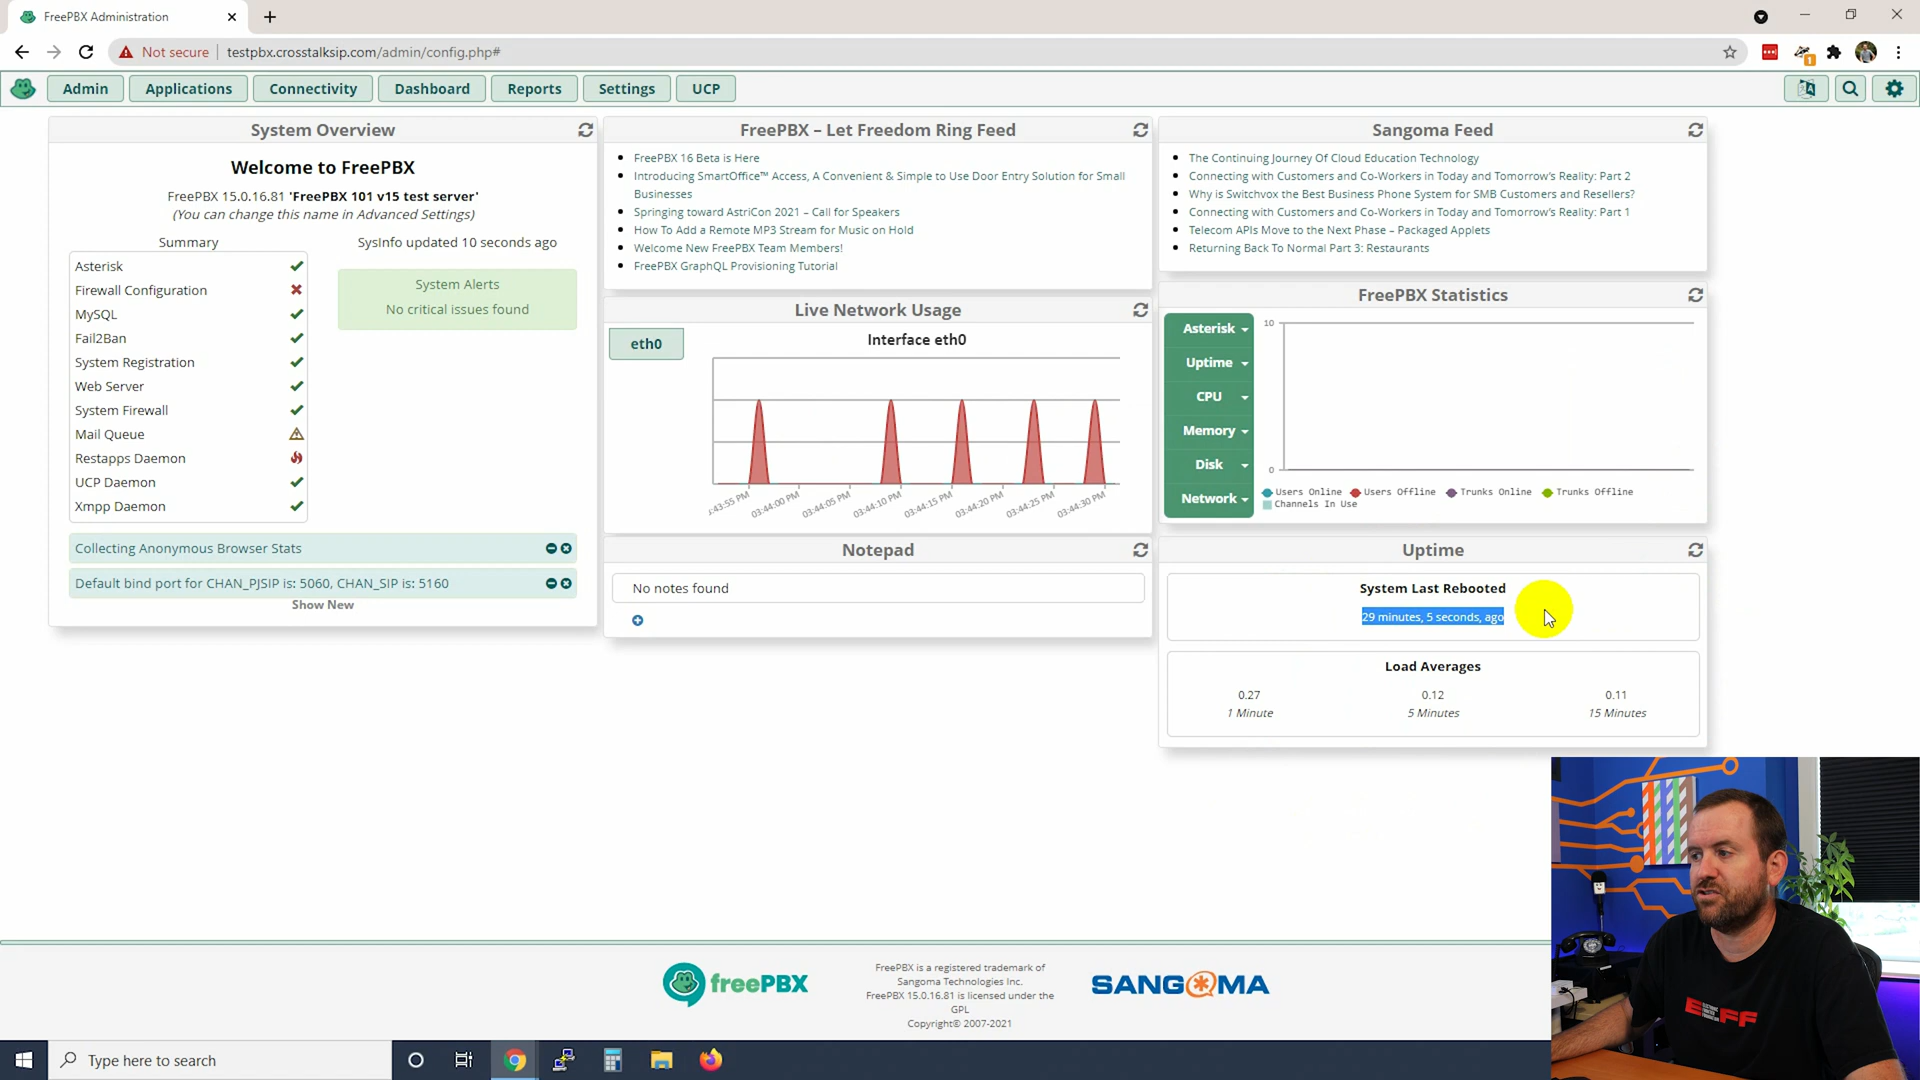 FreePBX Administration
Not secure
testpbx.crosstalksip.com/admin/config.php#
1
Admin
Applications
Connectivity
Dashboard
Reports
Settings
UCP
System Overview
Welcome to FreePBX
FreePBX 15.0.16.81 'FreePBX 101 v15 test server'
(You can change this name in Advanced Settings)
Summary
Asterisk
Firewall Configuration
MySQL
Fail2Ban
System Registration
Web Server
System Firewall
Mail Queue
Restapps Daemon
UCP Daemon
Xmpp Daemon
SysInfo updated 10 seconds ago
System Alerts
No critical issues found
Collecting Anonymous Browser Stats
Default bind port for CHAN_PJSIP is: 5060, CHAN_SIP is: 5160
Show New
FreePBX – Let Freedom Ring Feed
FreePBX 16 Beta is Here
Introducing SmartOffice™ Access, A Convenient & Simple to Use Door Entry Solution for Small
Businesses
Springing toward AstriCon 2021 – Call for Speakers
How To Add a Remote MP3 Stream for Music on Hold
Welcome New FreePBX Team Members!
FreePBX GraphQL Provisioning Tutorial
Live Network Usage
eth0
Interface eth0
:43:55 PM
03:44:00 PM
03:44:05 PM
03:44:10 PM
03:44:15 PM
03:44:20 PM
03:44:25 PM
03:44:30 PM
Notepad
No notes found
Sangoma Feed
The Continuing Journey Of Cloud Education Technology
Connecting with Customers and Co-Workers in Today and Tomorrow's Reality: Part 2
Why is Switchvox the Best Business Phone System for SMB Customers and Resellers?
Connecting with Customers and Co-Workers in Today and Tomorrow's Reality: Part 1
Telecom APIs Move to the Next Phase – Packaged Applets
Returning Back To Normal Part 3: Restaurants
FreePBX Statistics
Asterisk
Uptime
CPU
Memory
Disk
Network
10
0
Users Online
Users Offline
Trunks Online
Trunks Offline
Channels In Use
Uptime
System Last Rebooted
29 minutes, 5 seconds, ago
Load Averages
0.27
0.12
0.11
1 Minute
5 Minutes
15 Minutes
freePBX
FreePBX is a registered trademark of
Sangoma Technologies Inc.
FreePBX 15.0.16.81 is licensed under the
GPL
Copyright© 2007-2021
SANGOMA
Type here to search
EFF